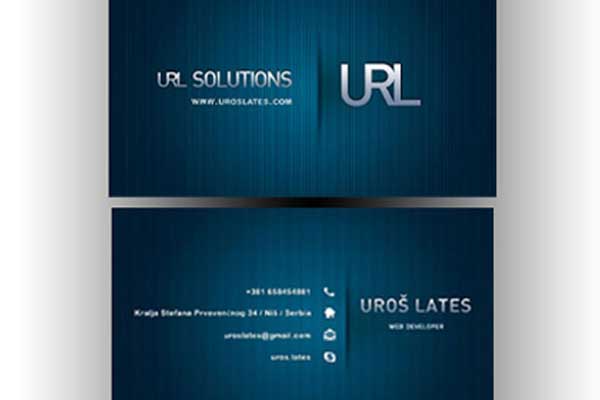 URL SOLUTIONS
WWW.UROSLATES.COM
URL
+381 658454881
Kralja Stefana Prvovenčnog 34 / Niš / Serbia
uroslates@gmail.com
uros.lates
UROŠ LATES
WEB DEVELOPER